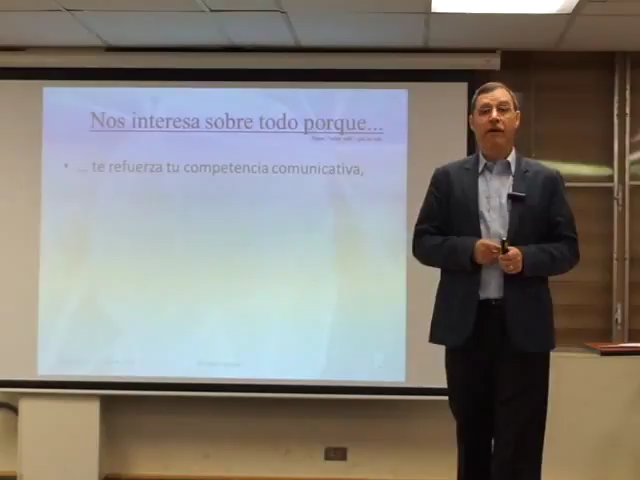 Nos interesa sobre todo porque...
• ... te refuerza tu competencia comunicativa,